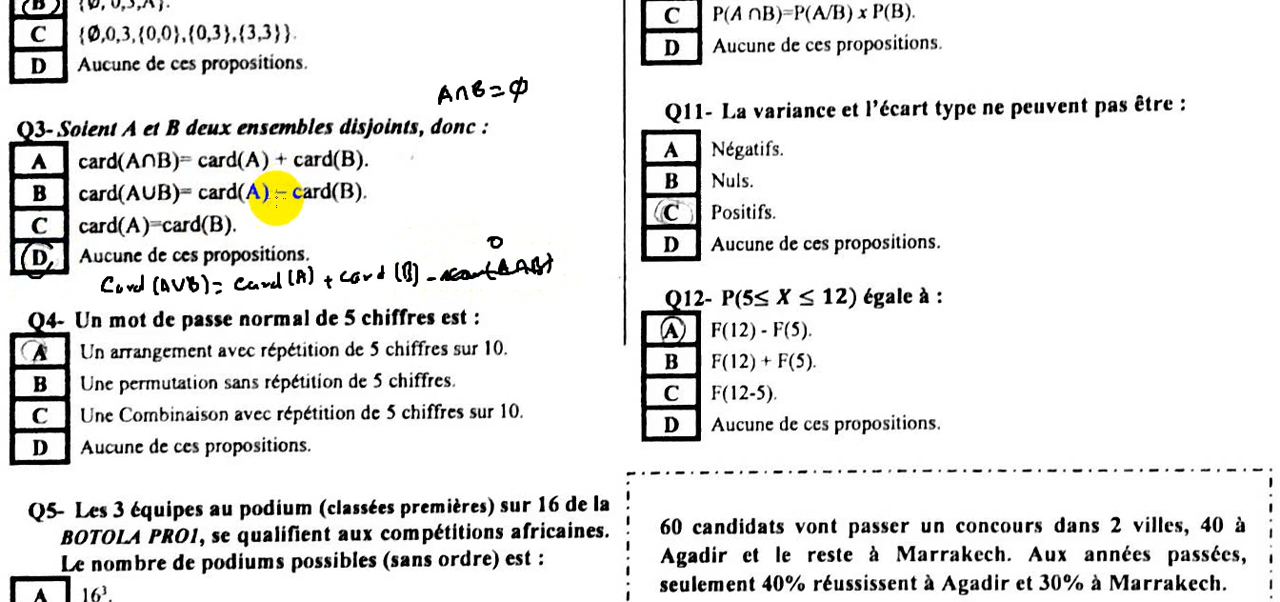 B {Ø, 0,3,A}.
C {Ø,0,3,{0,0},{0,3},{3,3}}.
D Aucune de ces propositions.
A∩B=φ
Q3- Soient A et B deux ensembles disjoints, donc :
A card(A∩B)= card(A) + card(B).
B card(A∪B)= card(A) – card(B).
C card(A)=card(B).
D Aucune de ces propositions.
0
Card (A∪B)= card (A) + card (B) - card(A∩B)
Q4- Un mot de passe normal de 5 chiffres est :
A Un arrangement avec répétition de 5 chiffres sur 10.
B Une permutation sans répétition de 5 chiffres.
C Une Combinaison avec répétition de 5 chiffres sur 10.
D Aucune de ces propositions.
Q5- Les 3 équipes au podium (classées premières) sur 16 de la
BOTOLA PRO1, se qualifient aux compétitions africaines.
Le nombre de podiums possibles (sans ordre) est :
A 16³.
C P(A ∩B)=P(A/B) x P(B).
D Aucune de ces propositions.
Q11- La variance et l'écart type ne peuvent pas être :
A Négatifs.
B Nuls.
C Positifs.
D Aucune de ces propositions.
Q12- P(5≤ X ≤ 12) égale à :
A F(12) - F(5).
B F(12) + F(5).
C F(12-5).
D Aucune de ces propositions.
60 candidats vont passer un concours dans 2 villes, 40 à
Agadir et le reste à Marrakech. Aux années passées,
seulement 40% réussissent à Agadir et 30% à Marrakech.